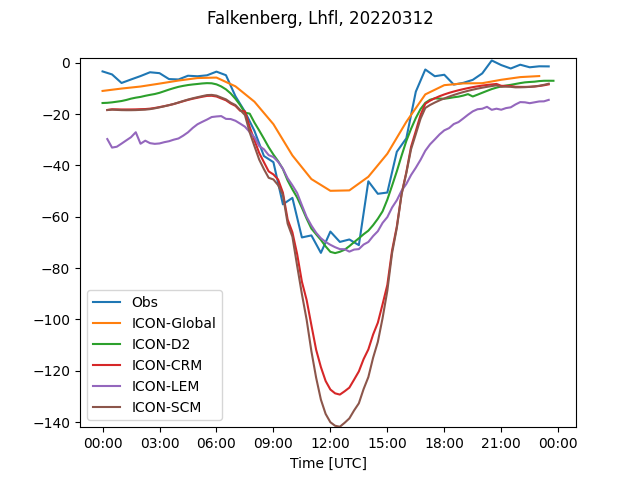 Falkenberg, Lhfl, 20220312
0
−20
−40
−60
−80
−100
−120
−140
Obs
ICON-Global
ICON-D2
ICON-CRM
ICON-LEM
ICON-SCM
00:00 03:00 06:00 09:00 12:00 15:00 18:00 21:00 00:00
Time [UTC]